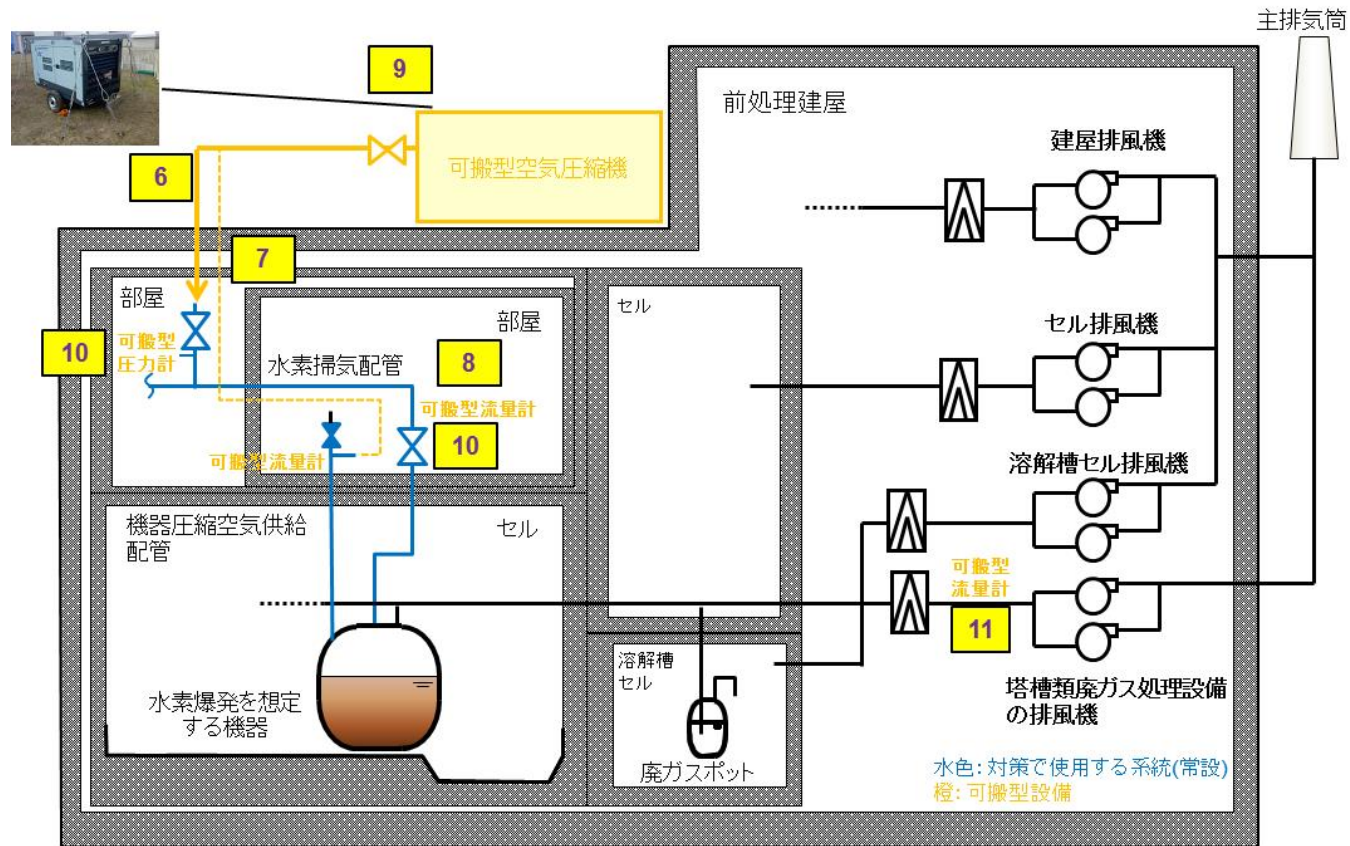 主排気筒
9
前処理建屋
建屋排風機
可搬型空気圧縮機
6
7
部屋
部屋
セル
セル排風機
10
可搬型
圧力計
水素掃気配管
8
可搬型流量計
10
可搬型流量計
溶解槽セル排風機
機器圧縮空気供給
配管
セル
可搬型
流量計
11
溶解槽
セル
水素爆発を想定
する機器
廃ガスポット
塔槽類廃ガス処理設備
の排風機
水色：対策で使用する系統(常設)
橙：可搬型設備